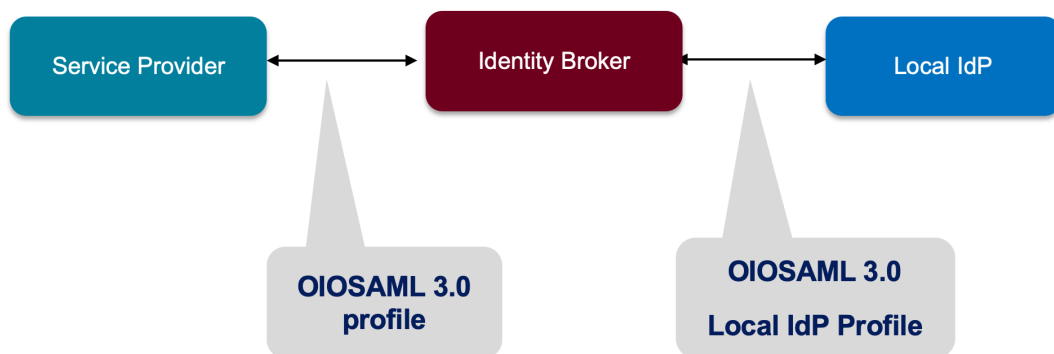 Service Provider
Identity Broker
Local IdP
OIOSAML 3.0
profile
OIOSAML 3.0
Local IdP Profile